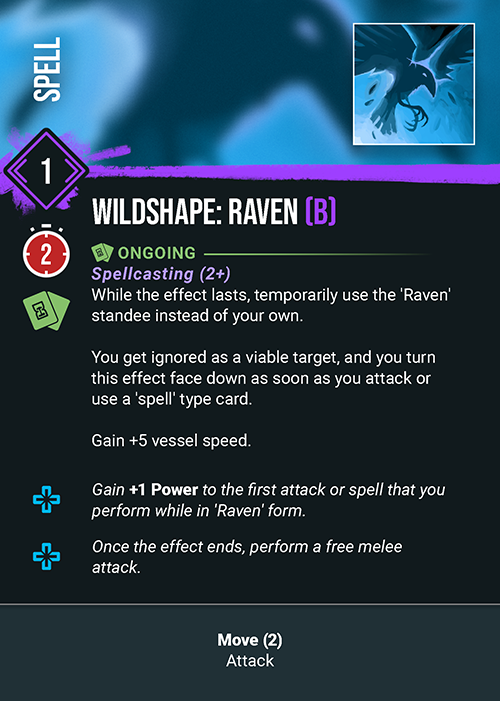 SPELL
1
WILDSHAPE: RAVEN (B)
2
ONGOING
Spellcasting (2+)
While the effect lasts, temporarily use the 'Raven'
standee instead of your own.
You get ignored as a viable target, and you turn
this effect face down as soon as you attack or
use a 'spell' type card.
Gain +5 vessel speed.
Gain +1 Power to the first attack or spell that you
perform while in 'Raven' form.
Once the effect ends, perform a free melee
attack.
Move (2)
Attack